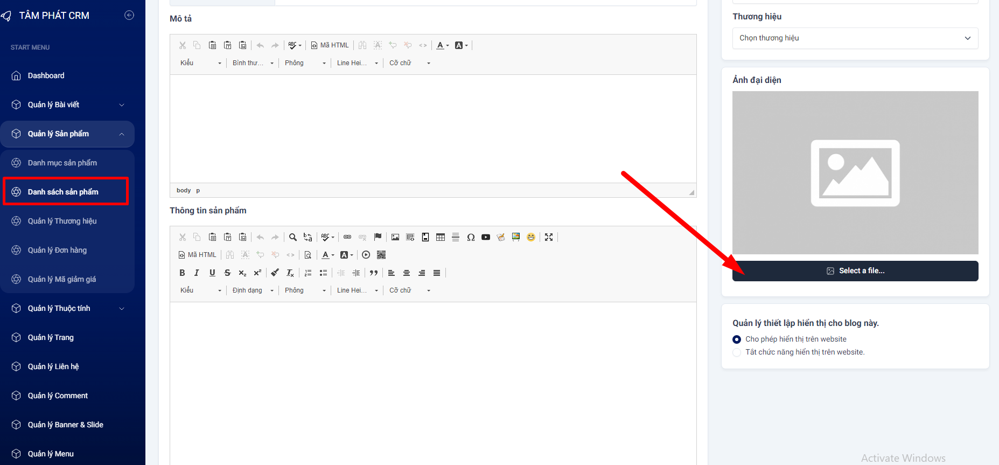 TÂM PHÁT CRM
START MENU
Dashboard
Quản lý Bài viết
Quản lý Sản phẩm
Danh mục sản phẩm
Danh sách sản phẩm
Quản lý Thương hiệu
Quản lý Đơn hàng
Quản lý Mã giảm giá
Quản lý Thuộc tính
Quản lý Trang
Quản lý Liên hệ
Quản lý Comment
Quản lý Banner & Slide
Quản lý Menu
Mô tả
Mã HTML
Kiểu Bình thư... Phông Line Hei... Cỡ chữ
body p
Thông tin sản phẩm
Mã HTML
Kiểu Định dạng Phông Line Hei... Cỡ chữ
Thương hiệu
Chọn thương hiệu
Ảnh đại diện
Select a file...
Quản lý thiết lập hiển thị cho blog này.
Cho phép hiển thị trên website
Tắt chức năng hiển thị trên website.
Activate Windows